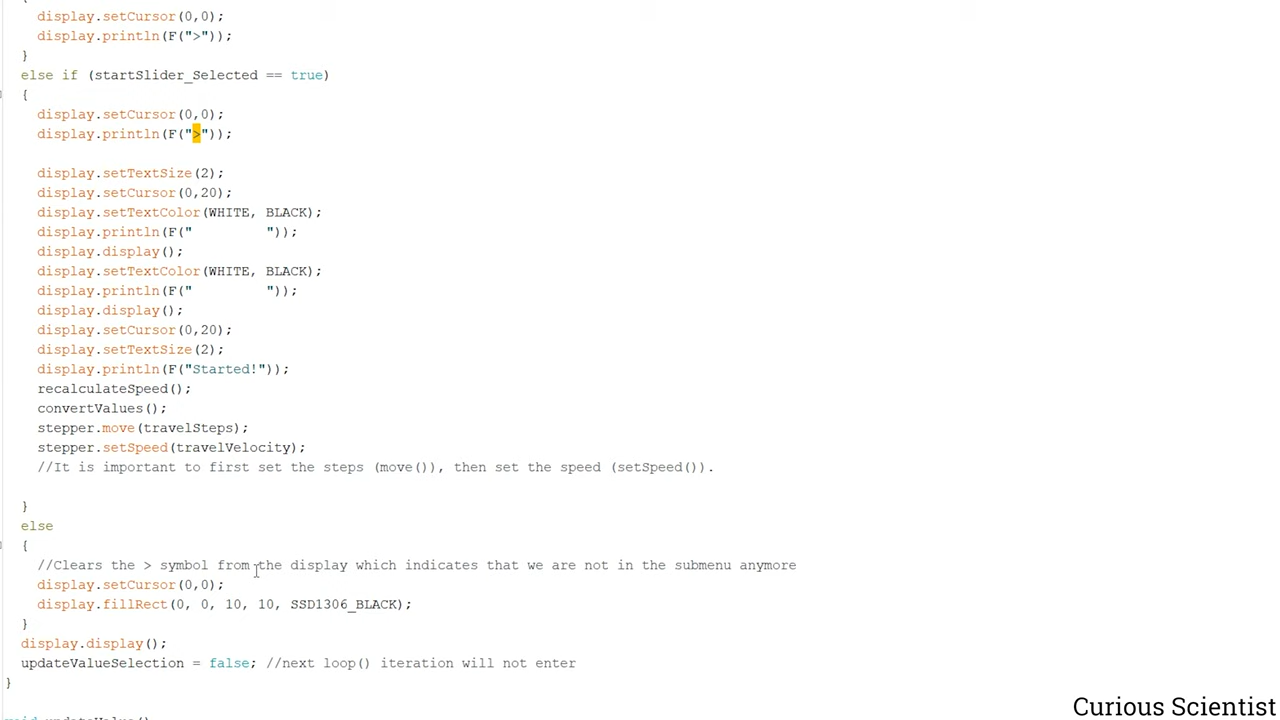 display.setCursor(0,0);
display.println(F(">"));
}
else if (startSlider_Selected == true)
{
display.setCursor(0,0);
display.println(F(">"));
display.setTextSize(2);
display.setCursor(0,20);
display.setTextColor(WHITE, BLACK);
display.println(F("         "));
display.display();
display.setTextColor(WHITE, BLACK);
display.println(F("         "));
display.display();
display.setCursor(0,20);
display.setTextSize(2);
display.println(F("Started!"));
recalculateSpeed();
convertValues();
stepper.move(travelSteps);
stepper.setSpeed(travelVelocity);
//It is important to first set the steps (move()), then set the speed (setSpeed()).
}
else
{
//Clears the > symbol from the display which indicates that we are not in the submenu anymore
display.setCursor(0,0);
display.fillRect(0, 0, 10, 10, SSD1306_BLACK);
}
display.display();
updateValueSelection = false; //next loop() iteration will not enter
}
void updateValue()
Curious Scientist